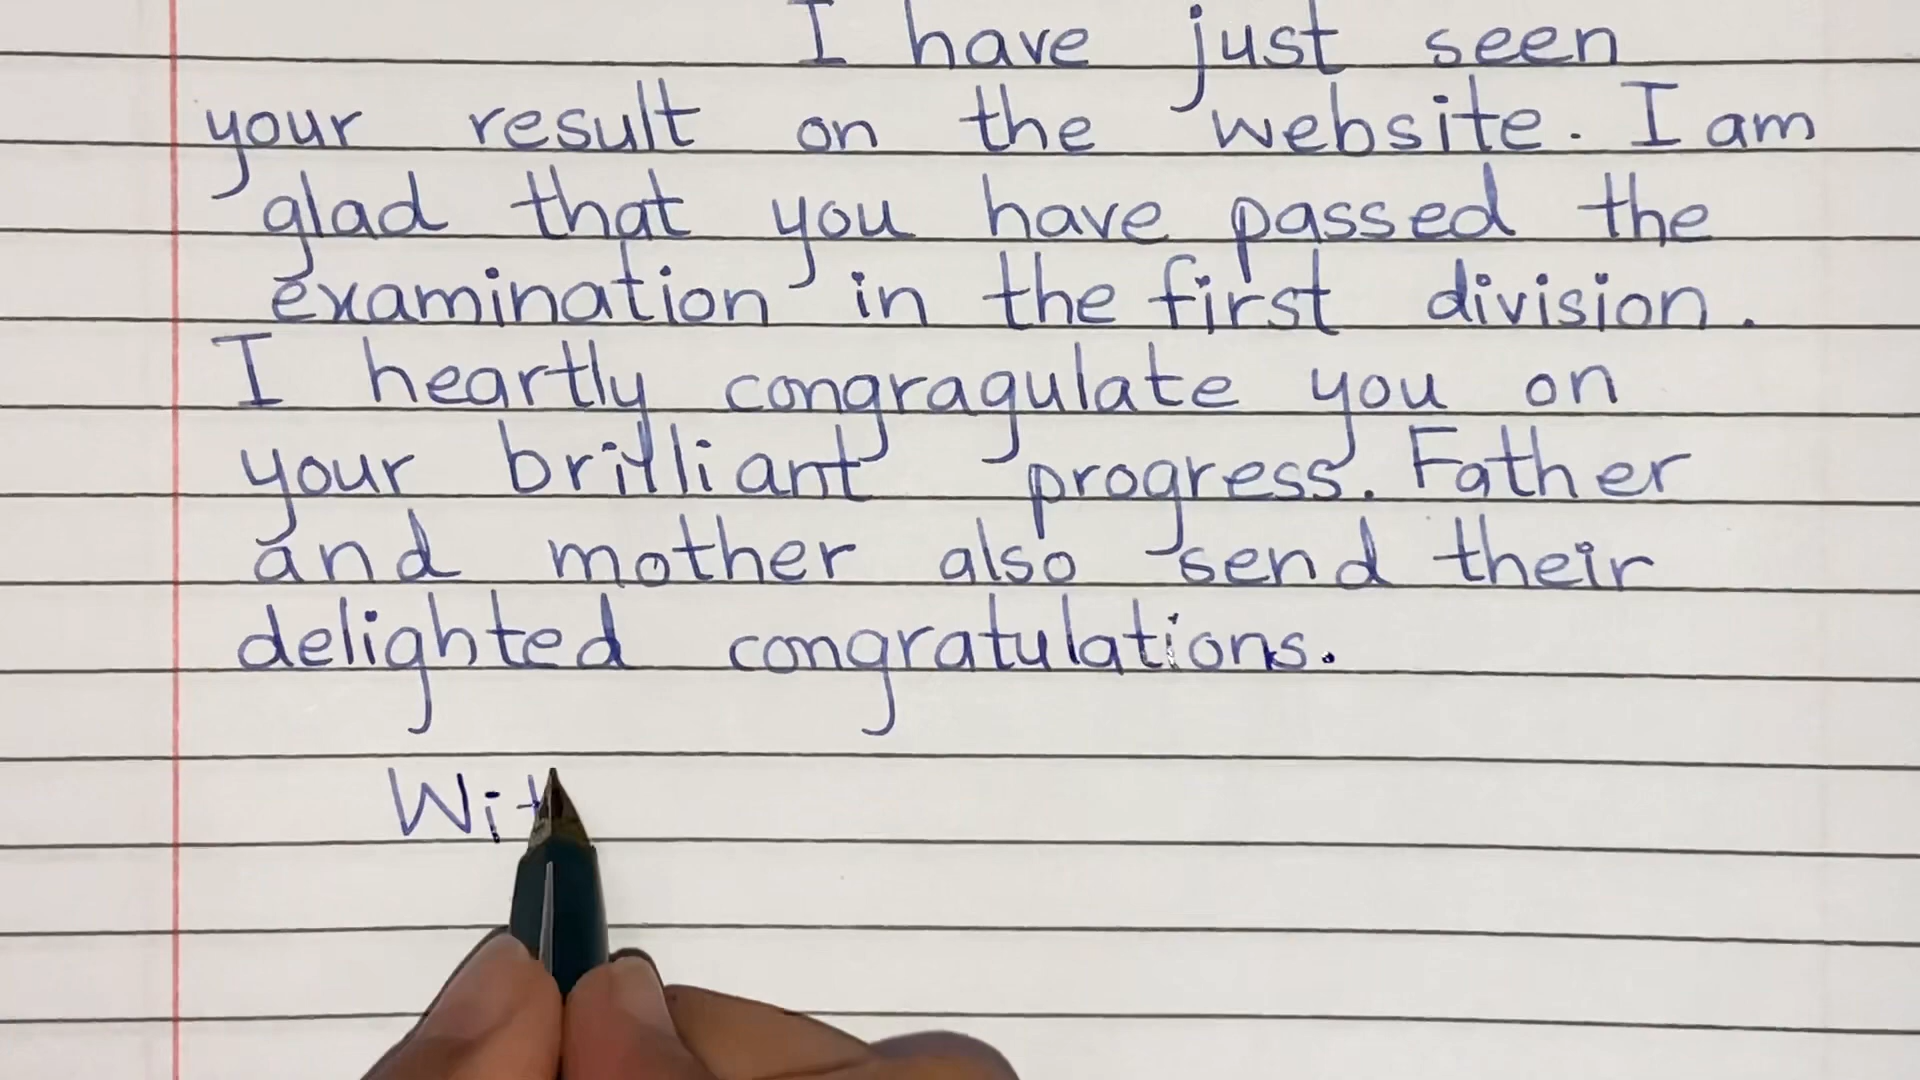 I have just seen
your result on the website. I am
glad that you have passed the
examination in the first division.
I heartly congragulate you on
your brilliant progress. Father
and mother also send their
delighted congratulations.
Wit